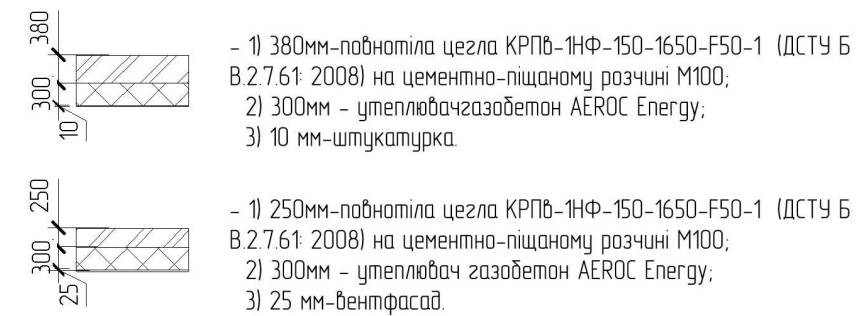 380
300
10
- 1) 380мм-повнотіла цегла КРПв-1НФ-150-1650-F50-1 (ДСТУ Б
В.2.7.61: 2008) на цементно-піщаному розчині М100;
2) 300мм - утеплювачгазобетон AEROC Energy;
3) 10 мм-штукатурка.
250
300
25
- 1) 250мм-повнотіла цегла КРПв-1НФ-150-1650-F50-1 (ДСТУ Б
В.2.7.61: 2008) на цементно-піщаному розчині М100;
2) 300мм - утеплювач газобетон AEROC Energy;
3) 25 мм-вентфасад.